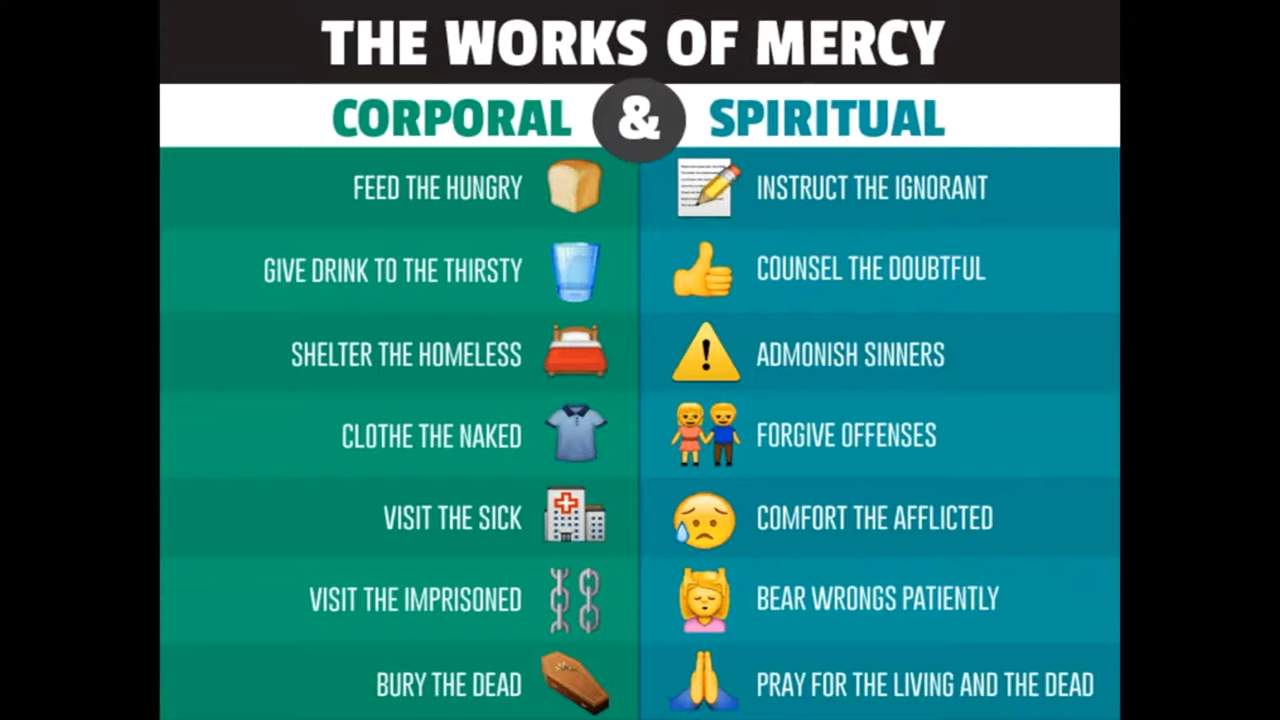 THE WORKS OF MERCY
CORPORAL & SPIRITUAL
FEED THE HUNGRY
GIVE DRINK TO THE THIRSTY
SHELTER THE HOMELESS
CLOTHE THE NAKED
VISIT THE SICK
VISIT THE IMPRISONED
BURY THE DEAD
INSTRUCT THE IGNORANT
COUNSEL THE DOUBTFUL
ADMONISH SINNERS
FORGIVE OFFENSES
COMFORT THE AFFLICTED
BEAR WRONGS PATIENTLY
PRAY FOR THE LIVING AND THE DEAD